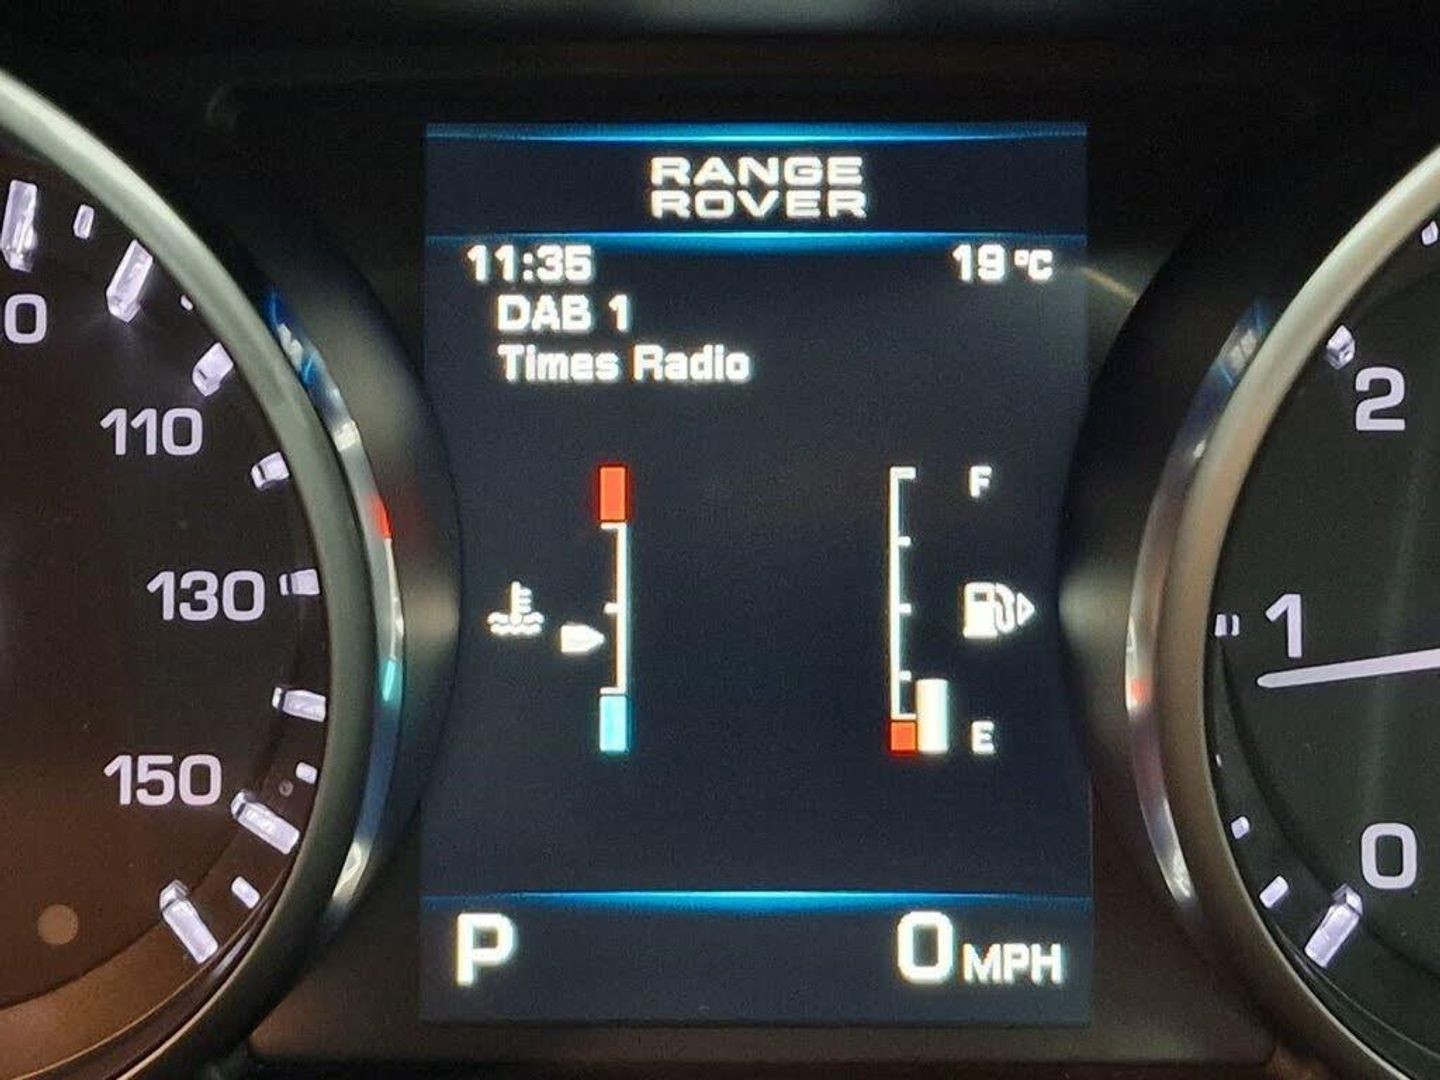 RANGE
ROVER
11:35
19°C
DAB 1
Times Radio
F
E
P
0 MPH
110
130
150
2
1
0